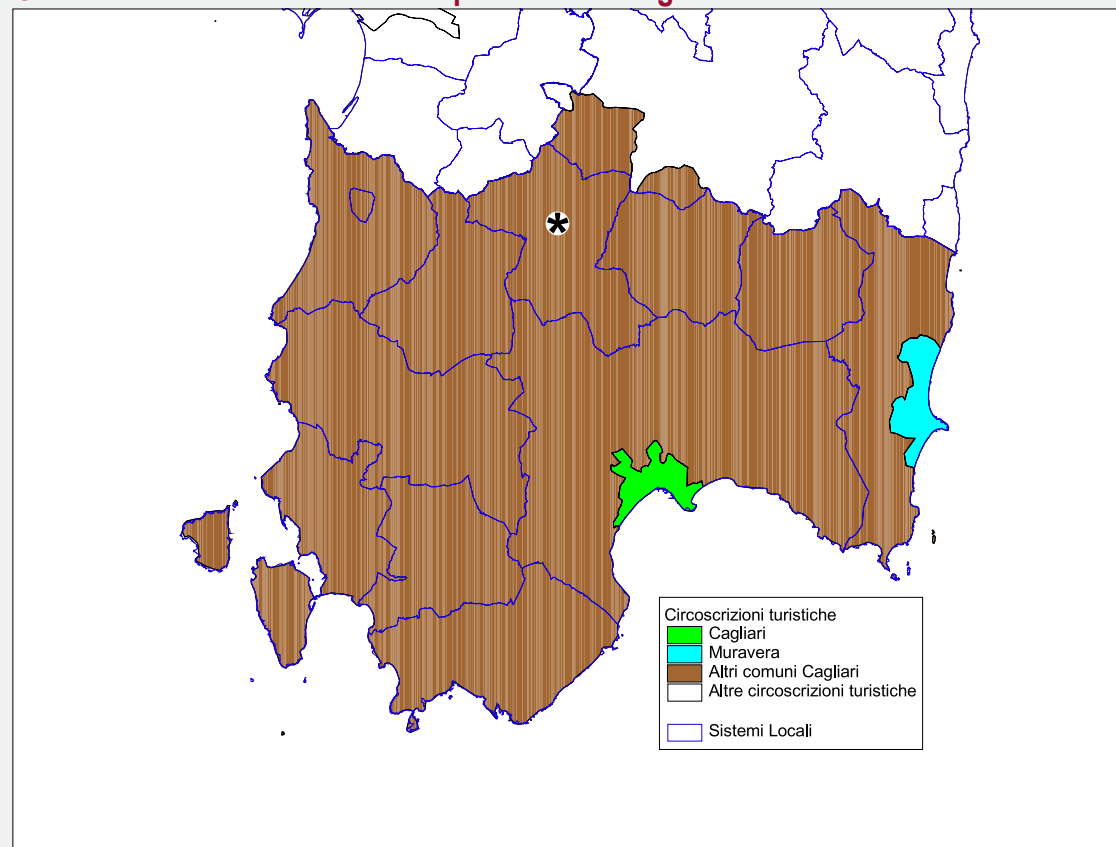 Circoscrizioni turistiche
Cagliari
Muravera
Altri comuni Cagliari
Altre circoscrizioni turistiche
Sistemi Locali